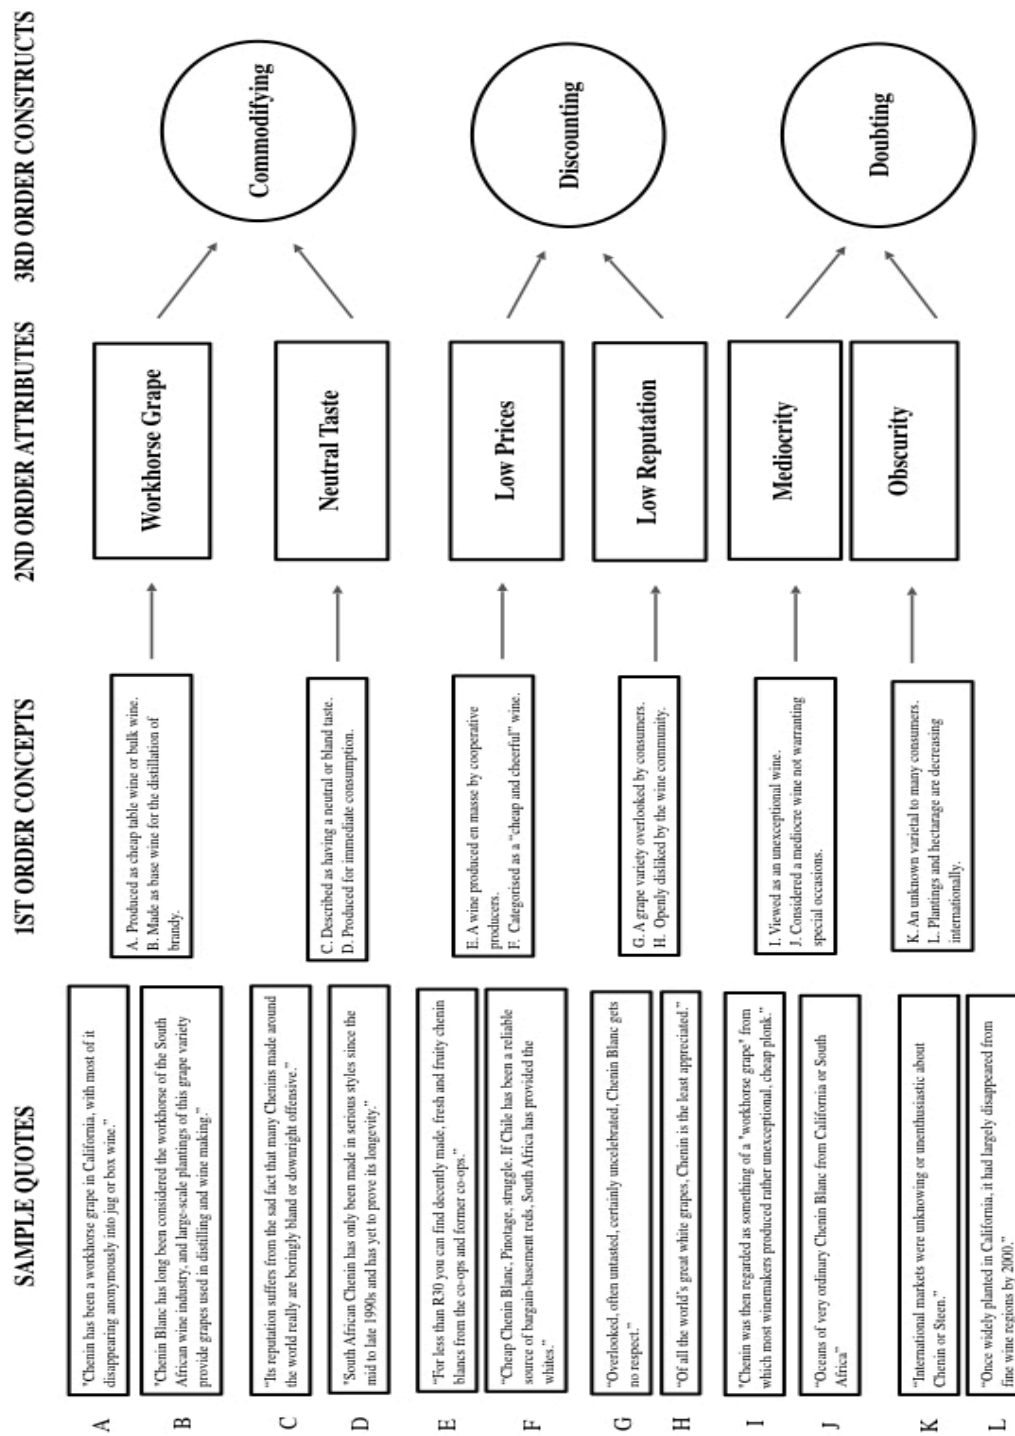 SAMPLE QUOTES
1ST ORDER CONCEPTS
2ND ORDER ATTRIBUTES
3RD ORDER CONSTRUCTS
A
"Chenin has been a workhorse grape in California, with most of it
disappearing anonymously into jug or box wine."
B
"Chenin Blanc has long been considered the workhorse of the South
African wine industry, and large-scale plantings of this grape variety
provide grapes used in distilling and wine making."
A. Produced as cheap table wine or bulk wine.
B. Made as base wine for the distillation of
brandy.
Workhorse Grape
Commodifying
C
"Its reputation suffers from the sad fact that many Chenins made around
the world really are boringly bland or downright offensive."
D
"South African Chenin has only been made in serious styles since the
mid to late 1990s and has yet to prove its longevity."
C. Described as having a neutral or bland taste.
D. Produced for immediate consumption.
Neutral Taste
E
"For less than R30 you can find decently made, fresh and fruity chenin
blancs from the co-ops and former co-ops."
F
"Cheap Chenin Blanc, Pinotage, struggle. If Chile has been a reliable
source of bargain-basement reds, South Africa has provided the
whites."
E. A wine produced en masse by cooperative
producers.
F. Categorised as a "cheap and cheerful" wine.
Low Prices
Discounting
G
"Overlooked, often untasted, certainly uncelebrated, Chenin Blanc gets
no respect."
H
"Of all the world's great white grapes, Chenin is the least appreciated."
G. A grape variety overlooked by consumers.
H. Openly disliked by the wine community.
Low Reputation
I
"Chenin was then regarded as something of a "workhorse grape" from
which most winemakers produced rather unexceptional, cheap plonk."
J
"Oceans of very ordinary Chenin Blanc from California or South
Africa"
I. Viewed as an unexceptional wine.
J. Considered a mediocre wine not warranting
special occasions.
Mediocrity
Doubting
K
"International markets were unknowing or unenthusiastic about
Chenin or Steen."
L
"Once widely planted in California, it had largely disappeared from
fine wine regions by 2000."
K. An unknown varietal to many consumers.
L. Plantings and hectarage are decreasing
internationally.
Obscurity